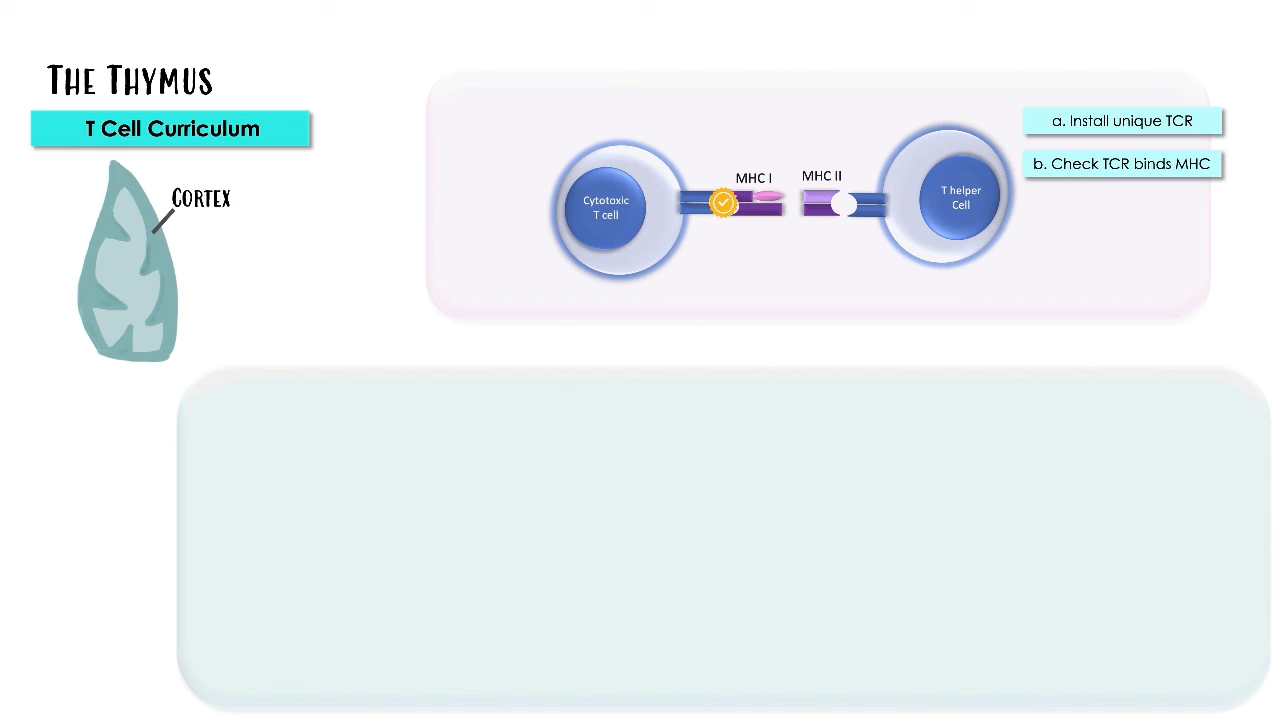 THE THYMUS
T Cell Curriculum
CORTEX
MHC I
MHC II
Cytotoxic
T cell
T helper
Cell
a. Install unique TCR
b. Check TCR binds MHC